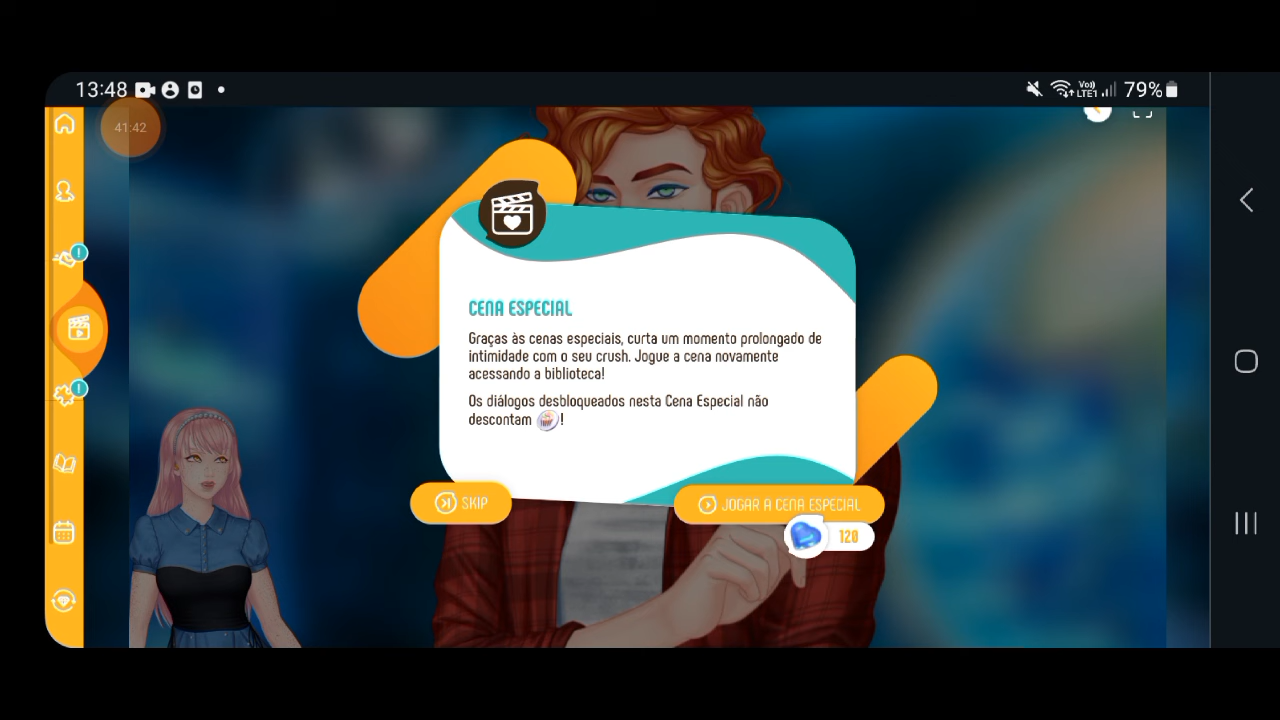 13:48
Vo))
LTE1
79%
41:42
!
!
CENA ESPECIAL
Graças às cenas especiais, curta um momento prolongado de
intimidade com o seu crush. Jogue a cena novamente
acessando a biblioteca!
Os diálogos desbloqueados nesta Cena Especial não
descontam !
SKIP
JOGAR A CENA ESPECIAL
120